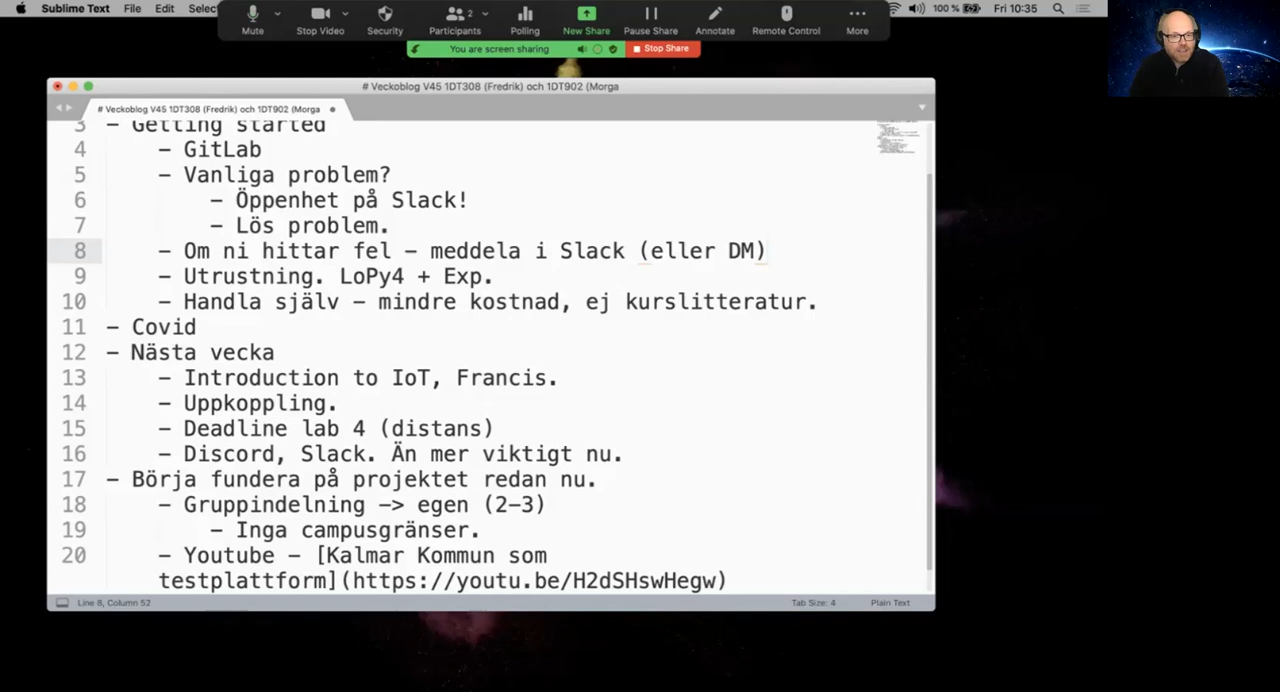 Sublime Text File Edit Selec
100 % Fri 10:35
Mute Stop Video Security Participants 2 Polling New Share Pause Share Annotate Remote Control More
You are screen sharing Stop Share
# Veckoblog V45 1DT308 (Fredrik) och 1DT902 (Morga
# Veckoblog V45 1DT308 (Fredrik) och 1DT902 (Morga
3 - Getting started
4 - GitLab
5 - Vanliga problem?
6 - Öppenhet på Slack!
7 - Lös problem.
8 - Om ni hittar fel - meddela i Slack (eller DM)
9 - Utrustning. LoPy4 + Exp.
10 - Handla själv - mindre kostnad, ej kurslitteratur.
11 - Covid
12 - Nästa vecka
13 - Introduction to IoT, Francis.
14 - Uppkoppling.
15 - Deadline lab 4 (distans)
16 - Discord, Slack. Än mer viktigt nu.
17 - Börja fundera på projektet redan nu.
18 - Gruppindelning -> egen (2-3)
19 - Inga campusgränser.
20 - Youtube - [Kalmar Kommun som
testplattform](https://youtu.be/H2dSHswHegw)
Line 8, Column 52 Tab Size: 4 Plain Text